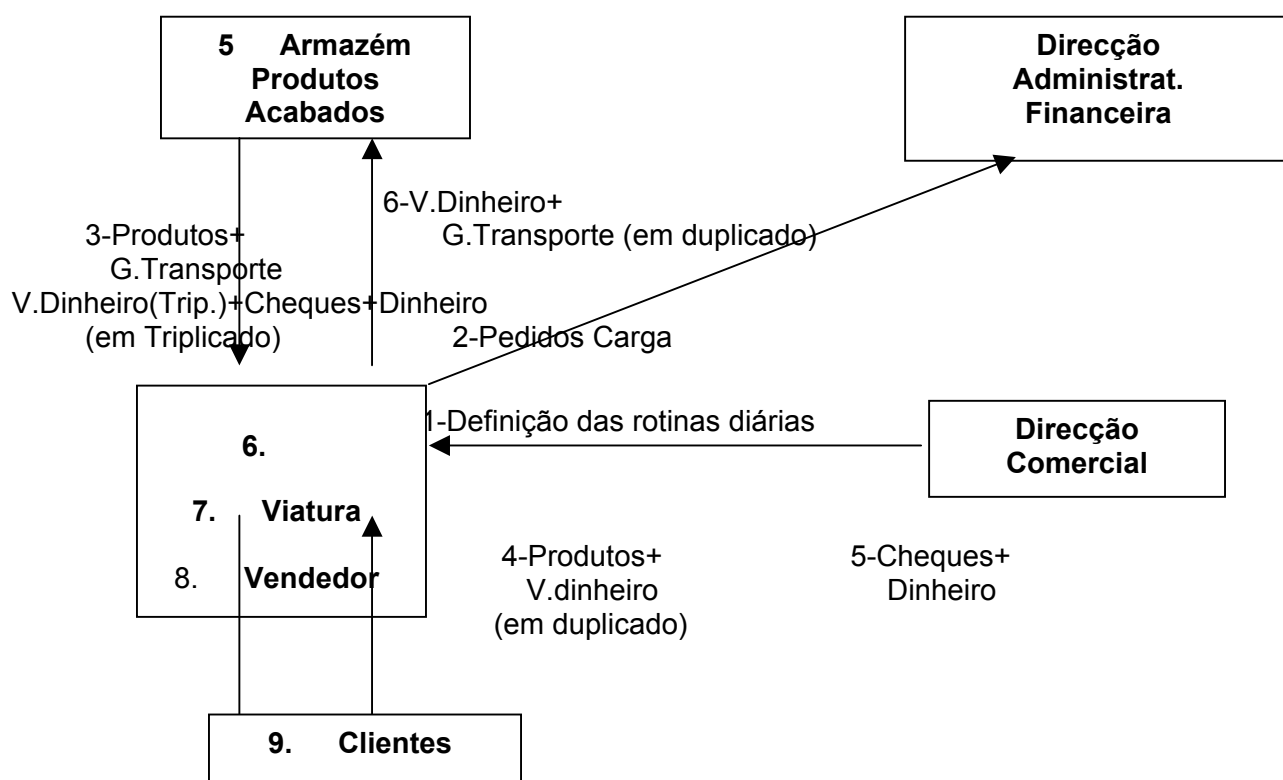 5 Armazém
Produtos
Acabados
Direcção
Administrat.
Financeira
6-V.Dinheiro+
G.Transporte (em duplicado)
3-Produtos+
G.Transporte
V.Dinheiro(Trip.)+Cheques+Dinheiro
(em Triplicado)
2-Pedidos Carga
1-Definição das rotinas diárias
Direcção
Comercial
6.
7. Viatura
8. Vendedor
4-Produtos+
V.dinheiro
(em duplicado)
5-Cheques+
Dinheiro
9. Clientes